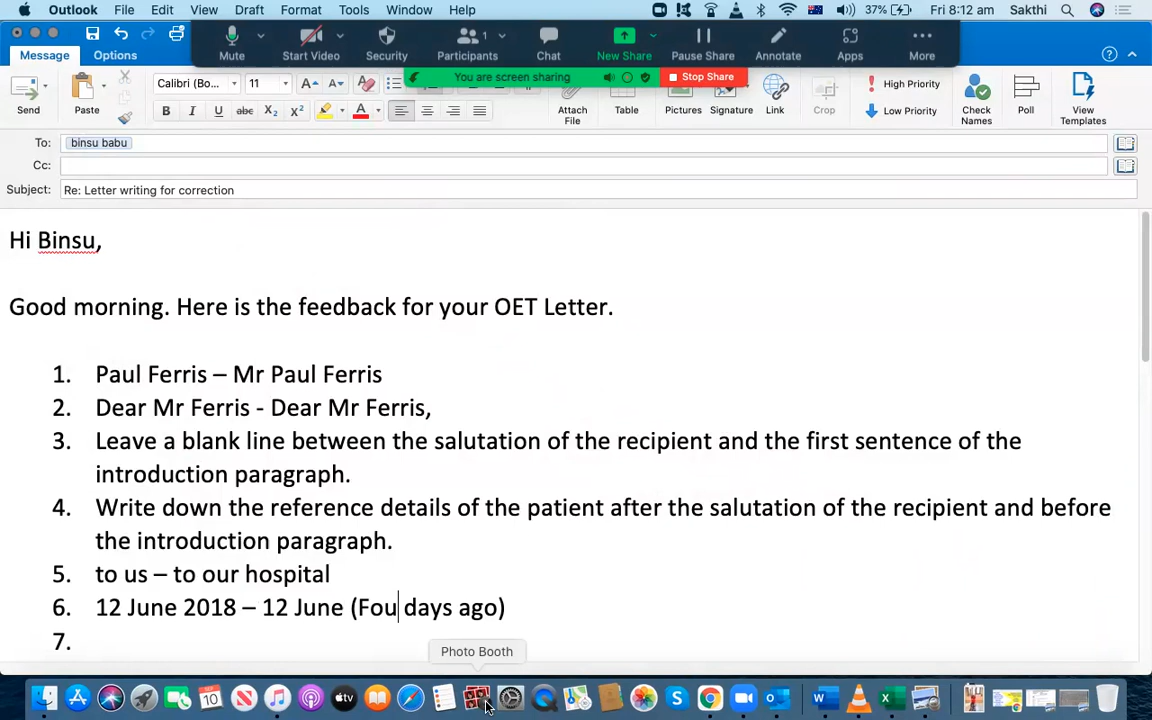 Outlook File Edit View Draft Format Tools Window Help 37% Fri 8:12 am Sakthi
Message Options
Mute Start Video Security Participants 1 Chat New Share Pause Share Annotate Apps More
You are screen sharing Stop Share
Send Paste Calibri (Bo... 11 A A Attach File Table Pictures Signature Link Crop High Priority Low Priority Check Names Poll View Templates
B I U abc X2 X2 A
To: binsu babu
Cc:
Subject: Re: Letter writing for correction
Hi Binsu,
Good morning. Here is the feedback for your OET Letter.
1. Paul Ferris – Mr Paul Ferris
2. Dear Mr Ferris - Dear Mr Ferris,
3. Leave a blank line between the salutation of the recipient and the first sentence of the
introduction paragraph.
4. Write down the reference details of the patient after the salutation of the recipient and before
the introduction paragraph.
5. to us – to our hospital
6. 12 June 2018 – 12 June (Fou days ago)
7.
Photo Booth
10 tv S W X